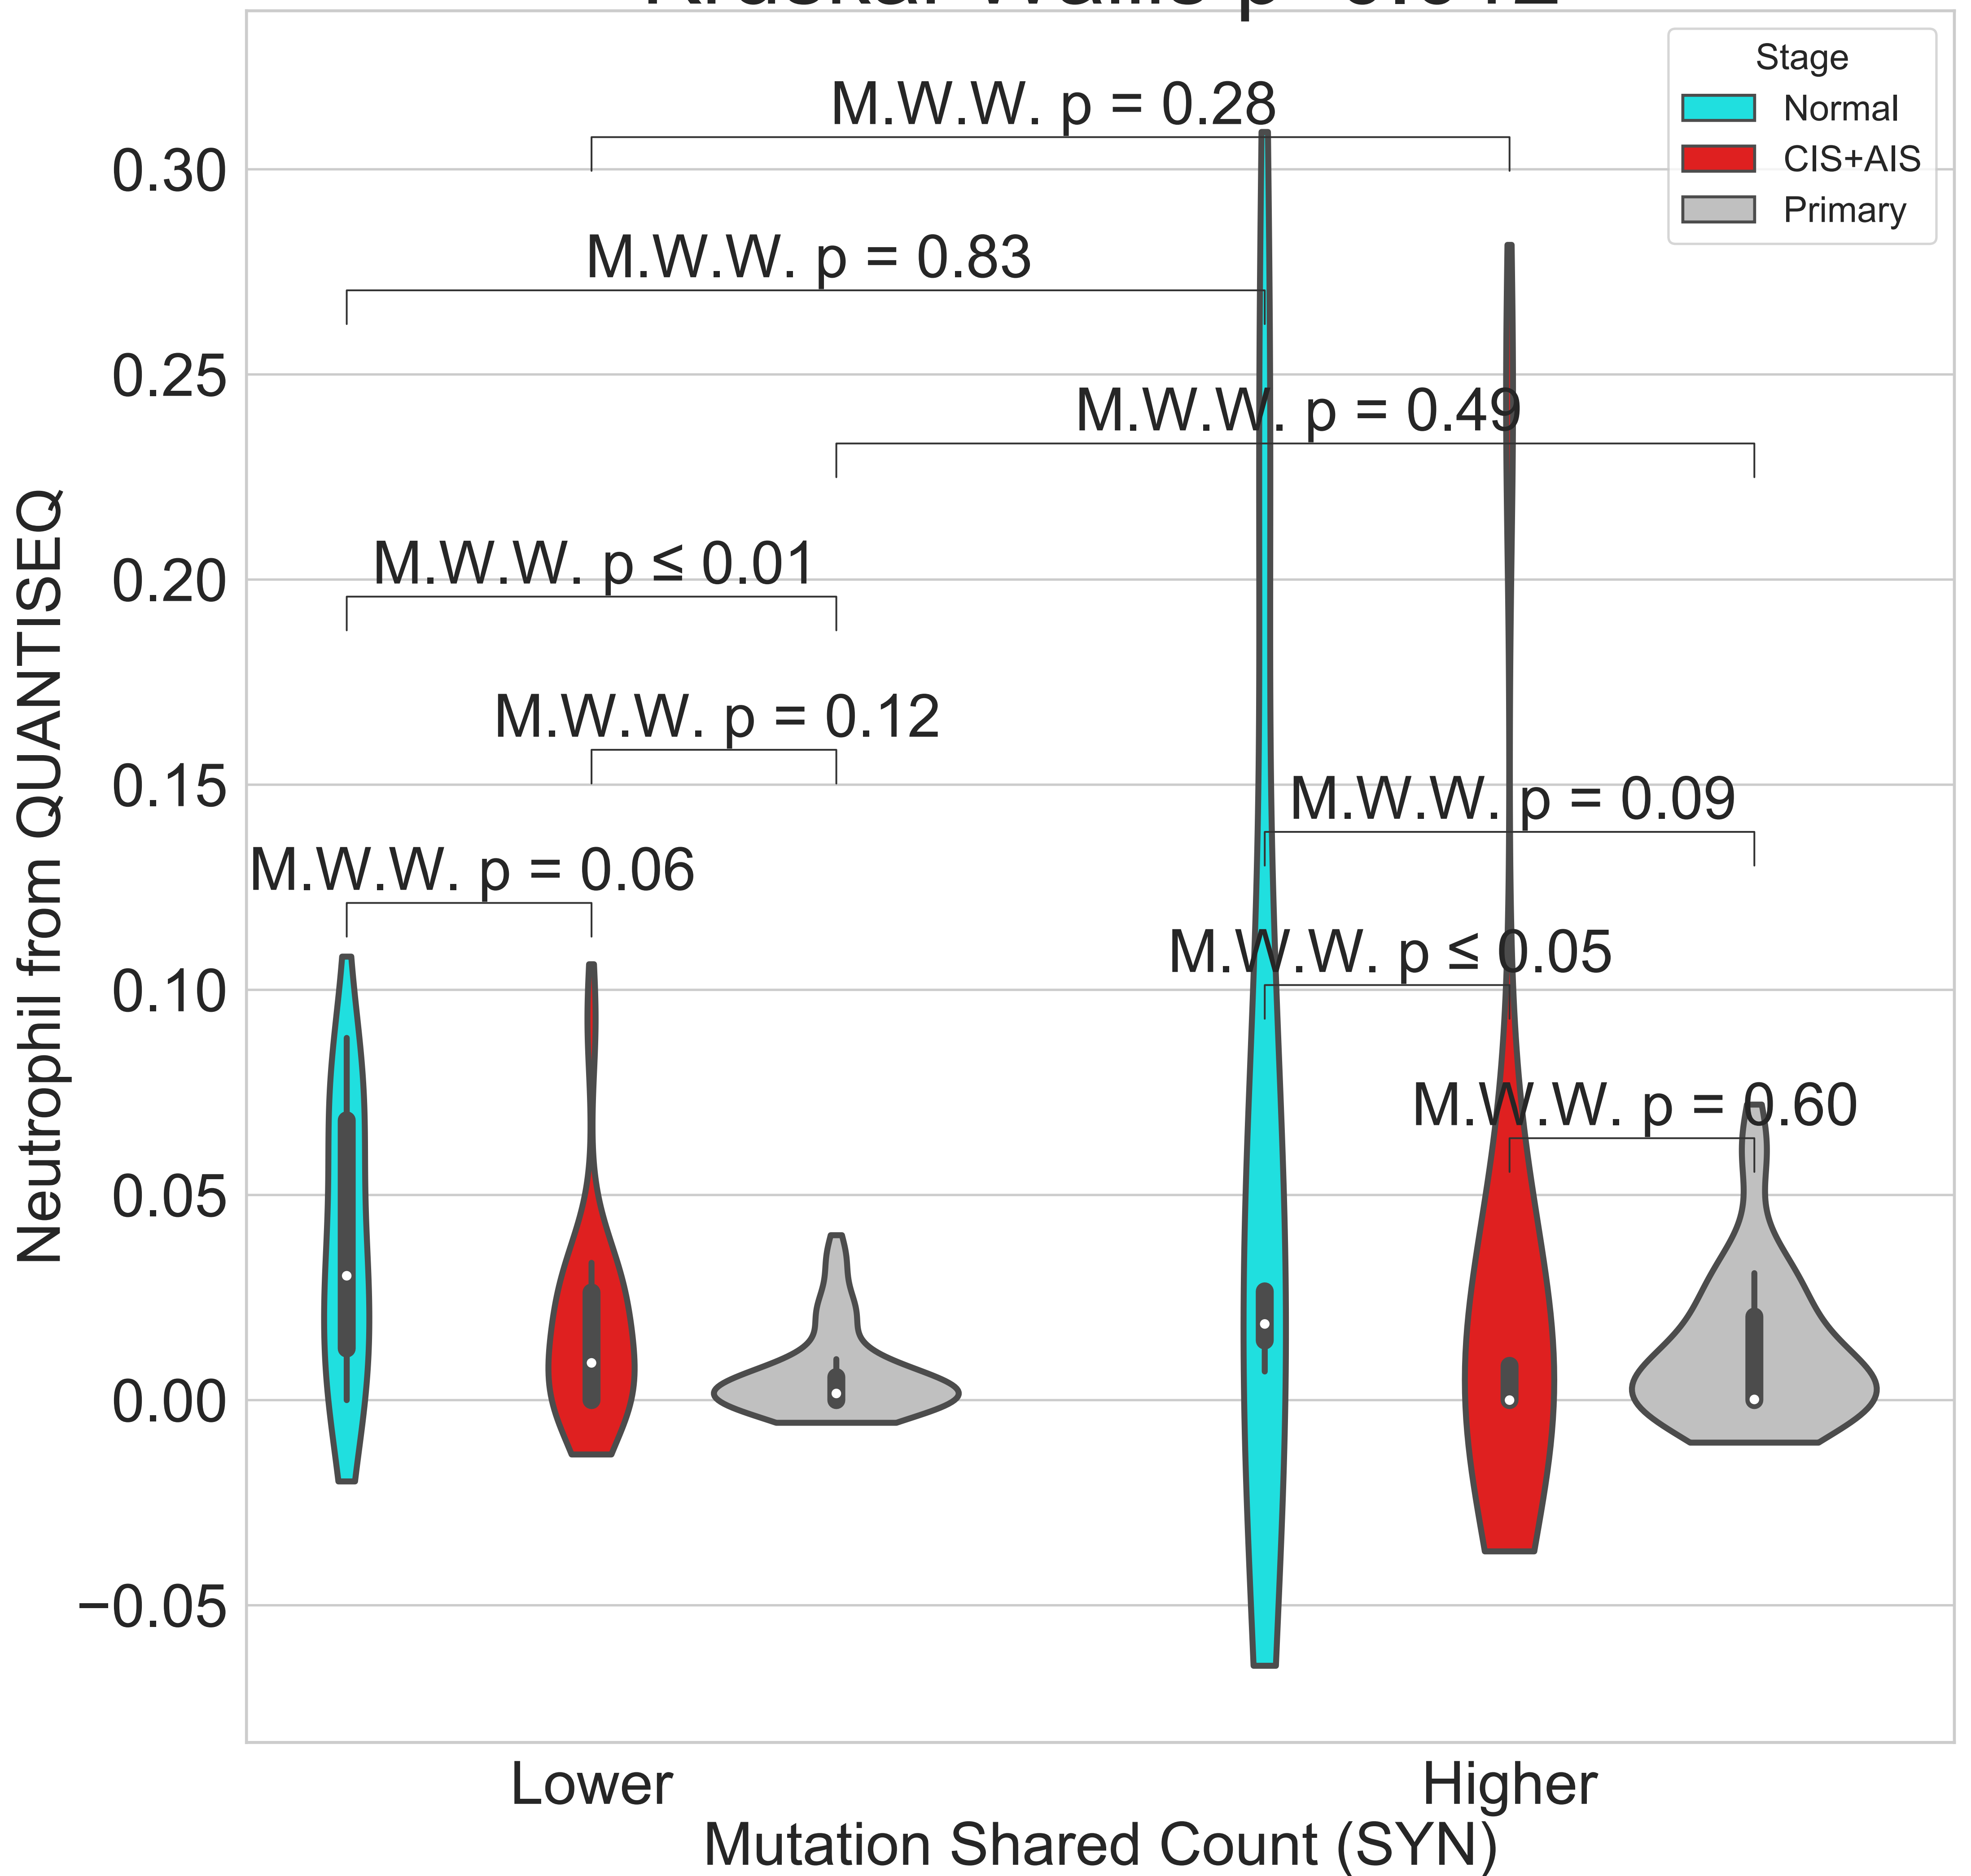 Stage
Normal
CIS+AIS
Primary
M.W.W. p = 0.28
M.W.W. p = 0.83
M.W.W. p = 0.49
M.W.W. p ≤ 0.01
M.W.W. p = 0.12
M.W.W. p = 0.09
M.W.W. p = 0.06
M.W.W. p ≤ 0.05
M.W.W. p = 0.60
0.30
0.25
0.20
0.15
0.10
0.05
0.00
−0.05
Neutrophil from QUANTISEQ
Lower
Higher
Mutation Shared Count (SYN)